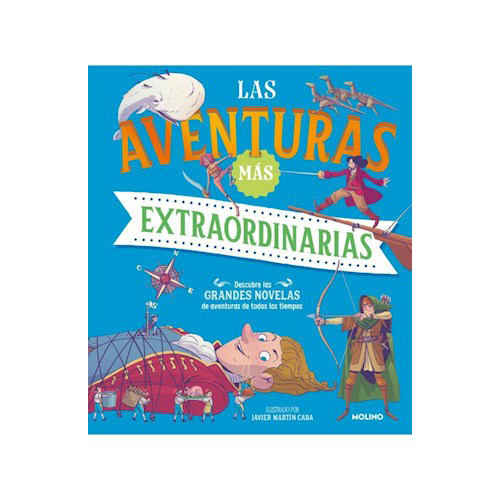 LAS
AVENTURAS
MÁS
EXTRAORDINARIAS
Descubre las
GRANDES NOVELAS
de aventuras de todos los tiempos
ILUSTRADO POR
JAVIER MARTÍN CABA
MOLINO